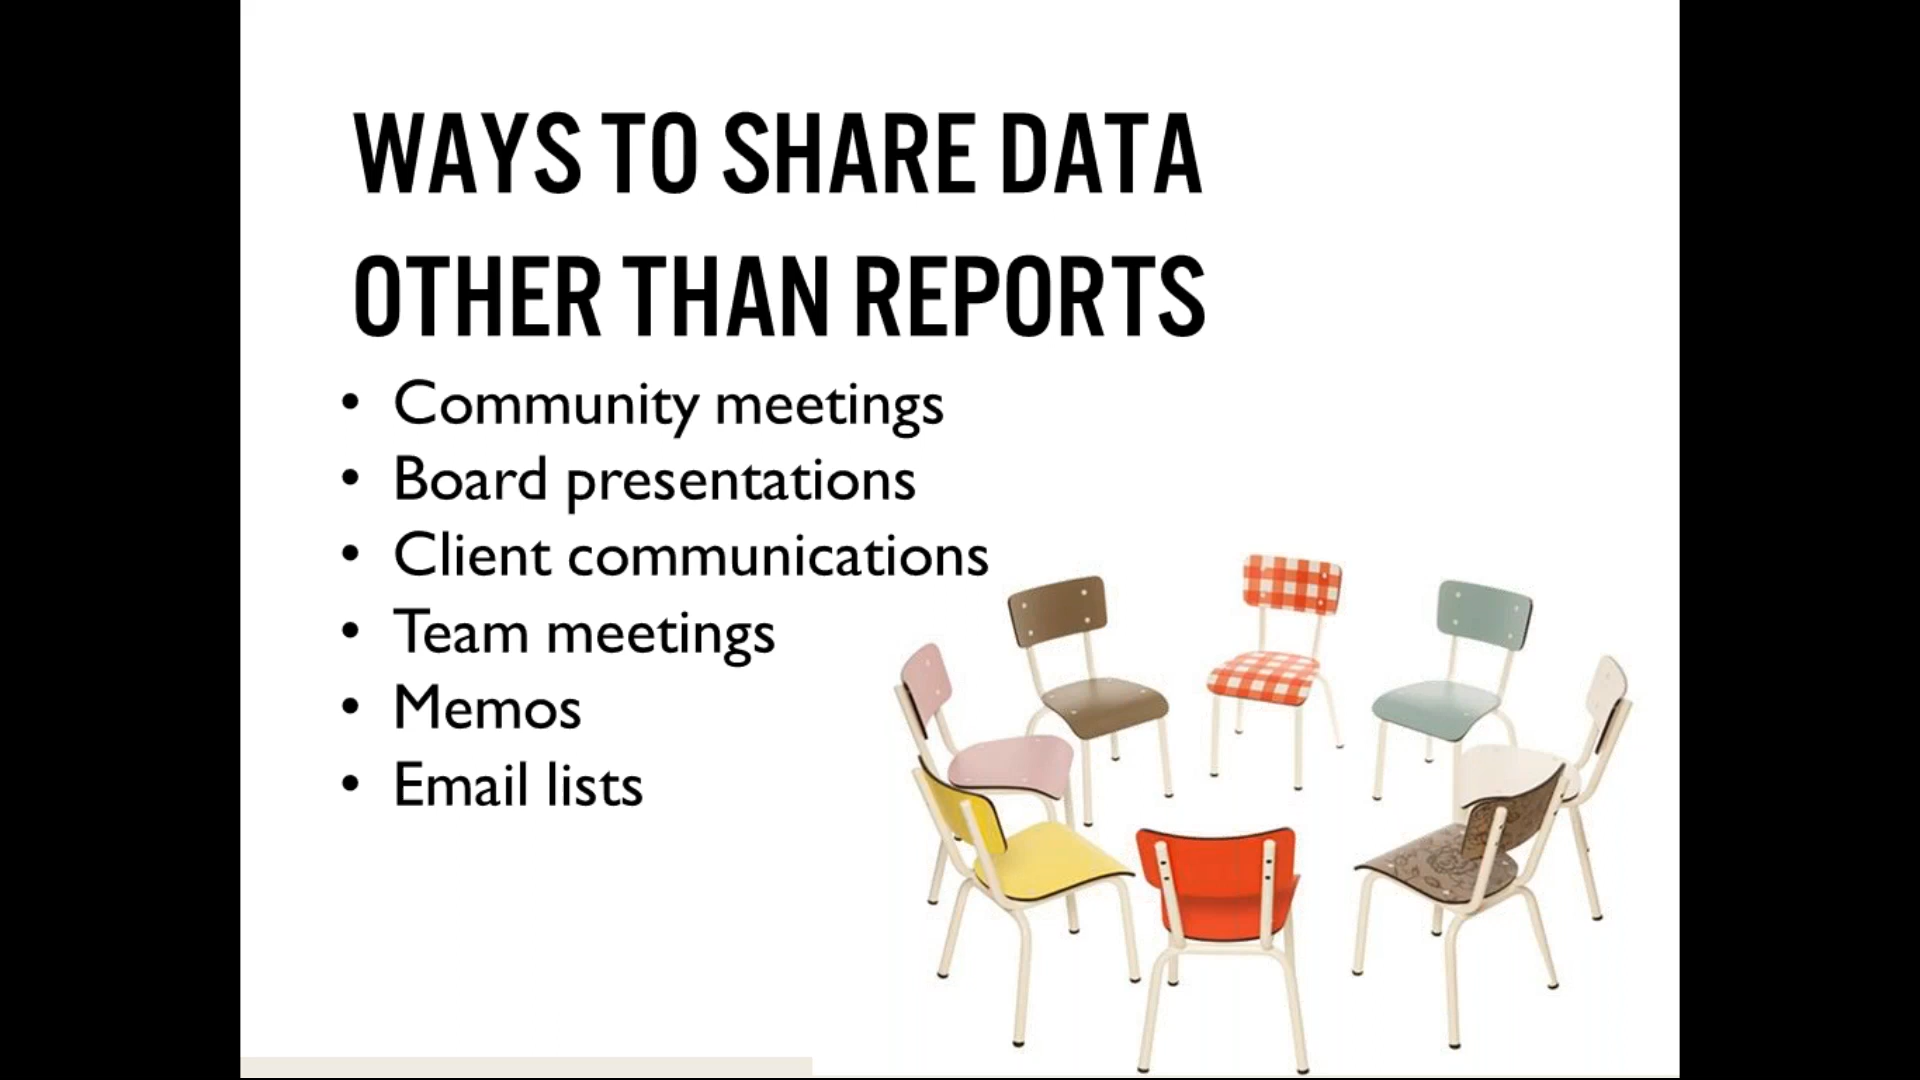 WAYS TO SHARE DATA
OTHER THAN REPORTS
• Community meetings
• Board presentations
• Client communications
• Team meetings
• Memos
• Email lists